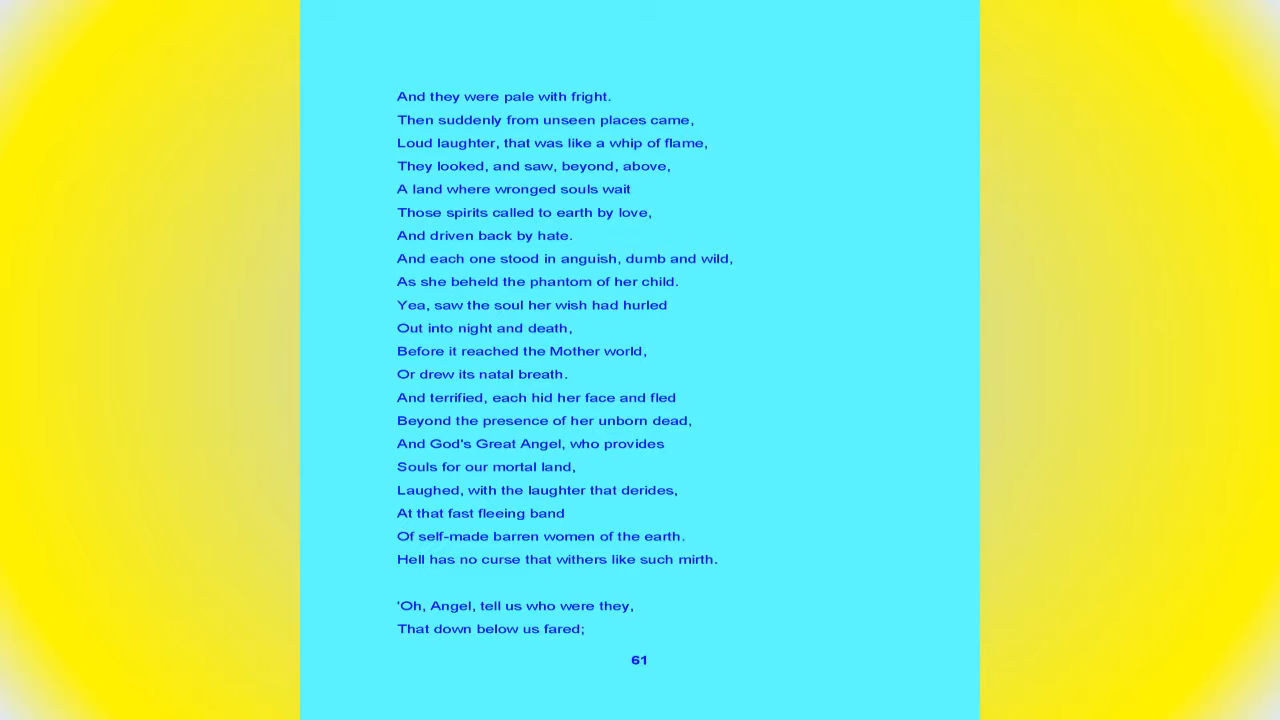 And they were pale with fright.
Then suddenly from unseen places came,
Loud laughter, that was like a whip of flame,
They looked, and saw, beyond, above,
A land where wronged souls wait
Those spirits called to earth by love,
And driven back by hate.
And each one stood in anguish, dumb and wild,
As she beheld the phantom of her child.
Yea, saw the soul her wish had hurled
Out into night and death,
Before it reached the Mother world,
Or drew its natal breath.
And terrified, each hid her face and fled
Beyond the presence of her unborn dead,
And God's Great Angel, who provides
Souls for our mortal land,
Laughed, with the laughter that derides,
At that fast fleeing band
Of self-made barren women of the earth.
Hell has no curse that withers like such mirth.

'Oh, Angel, tell us who were they,
That down below us fared;
61